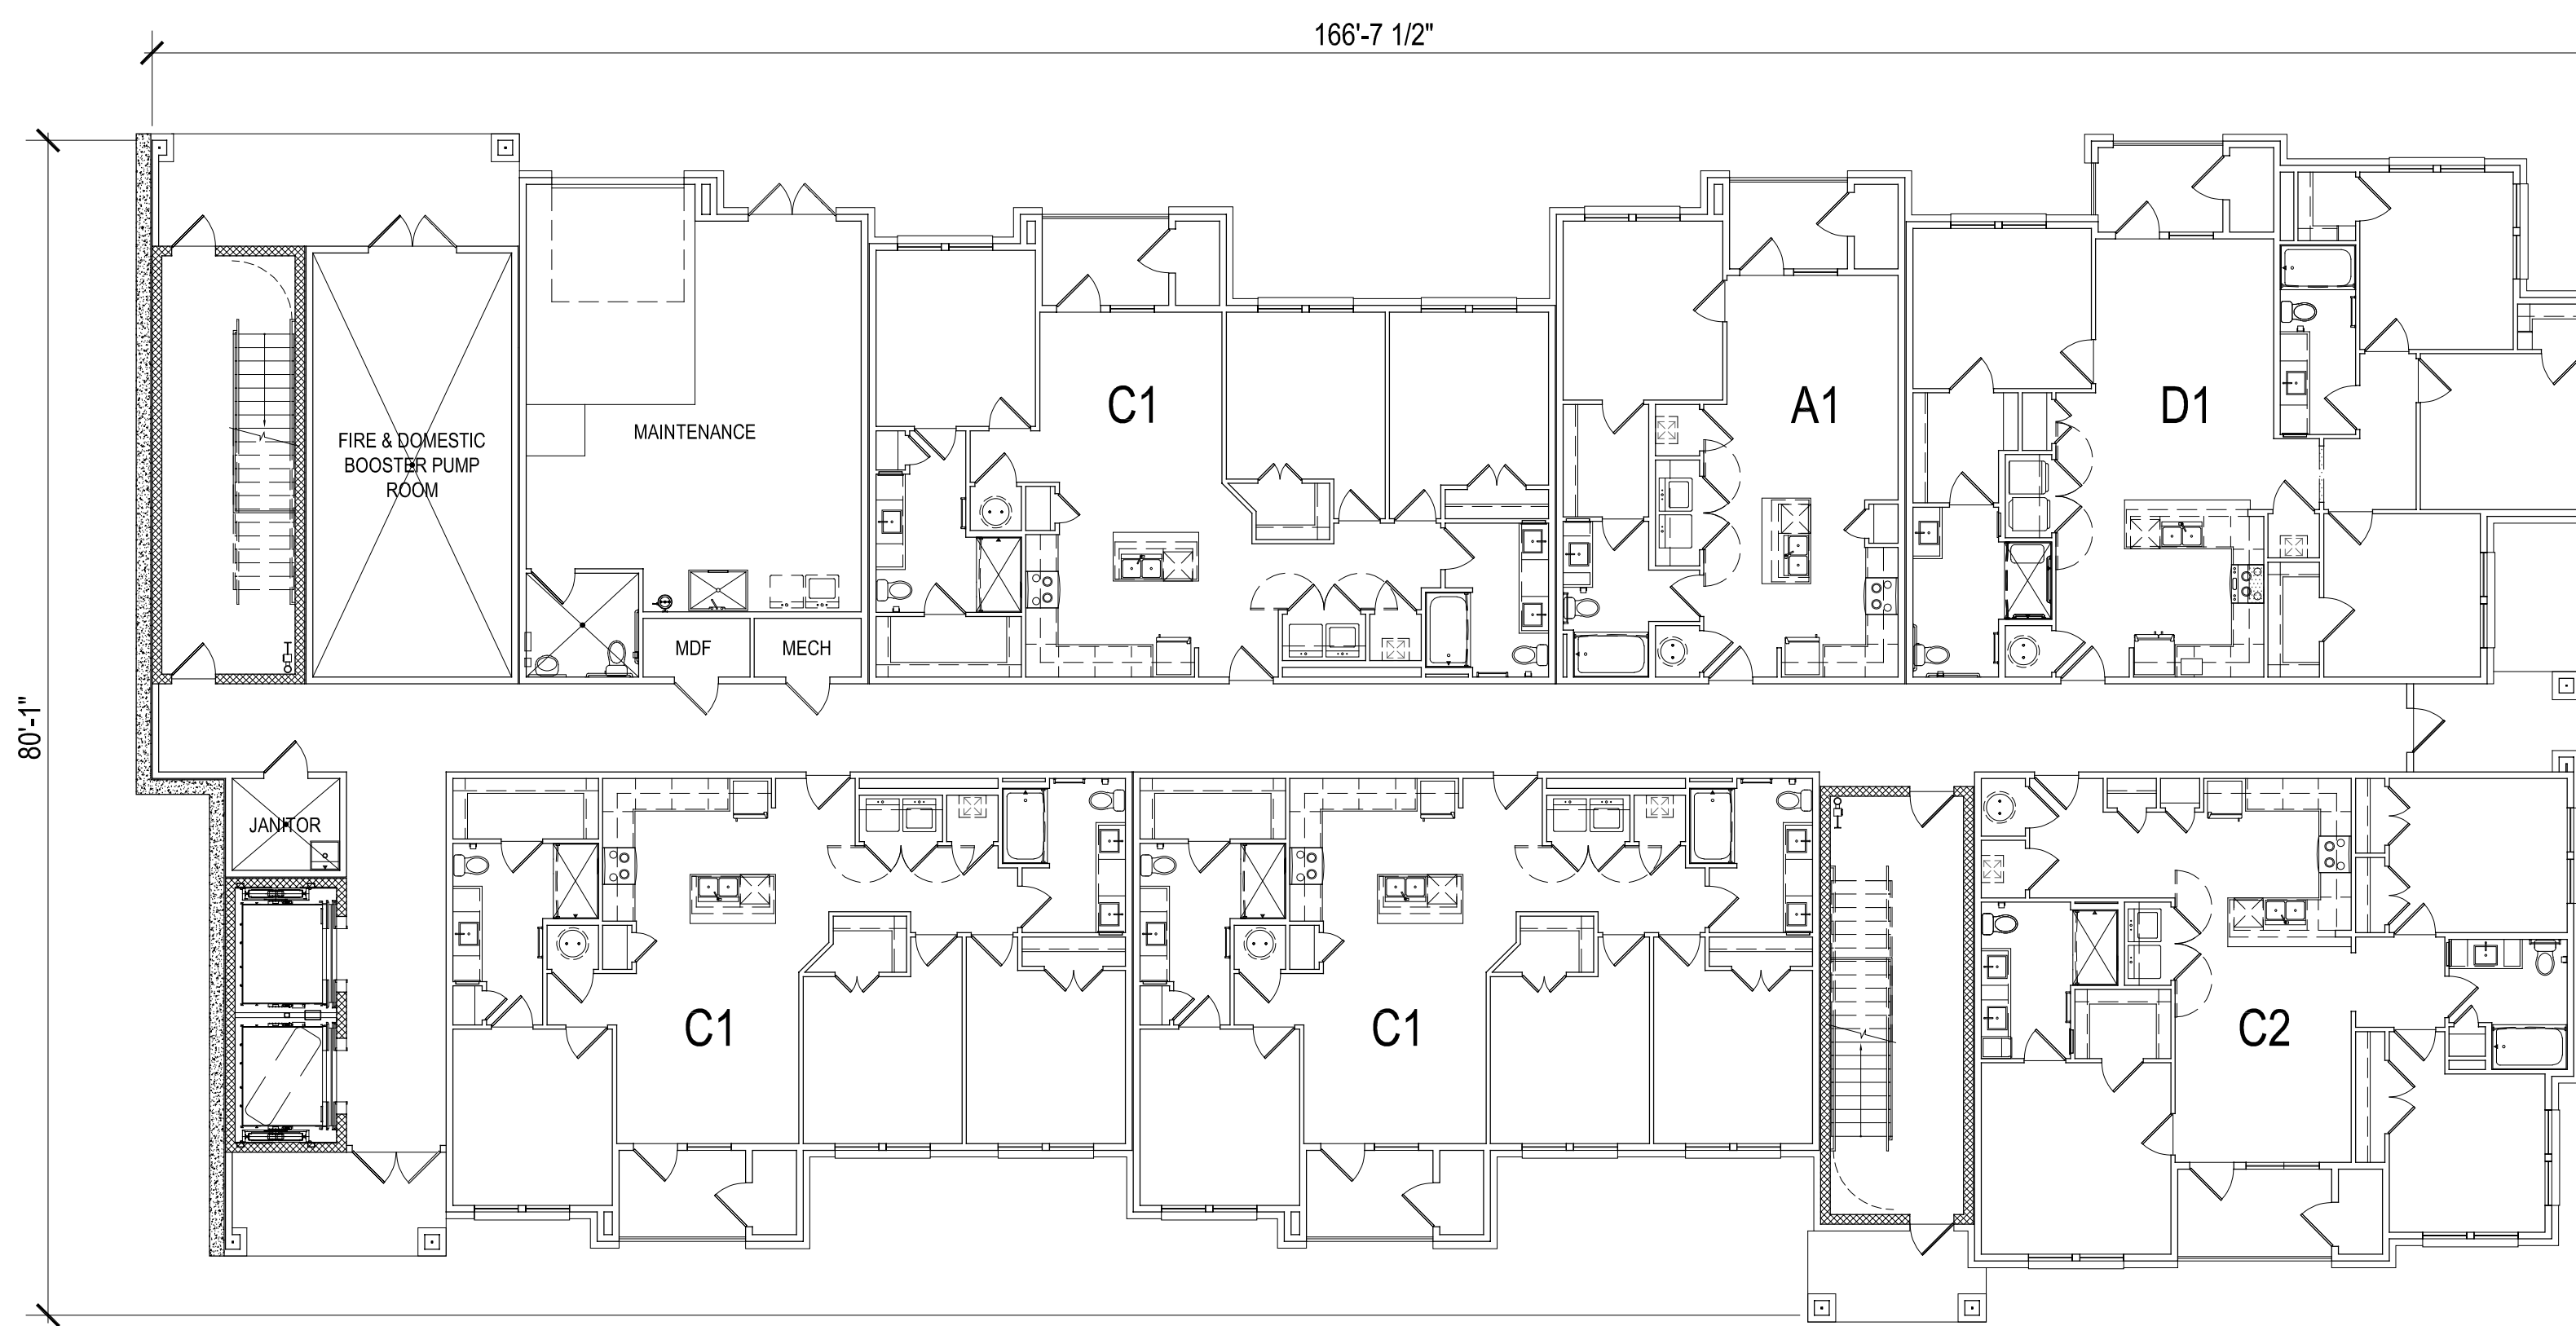 166'-7 1/2"
80'-1"
FIRE & DOMESTIC
BOOSTER PUMP
ROOM
MAINTENANCE
MDF
MECH
C1
A1
D1
JANITOR
C1
C1
C2